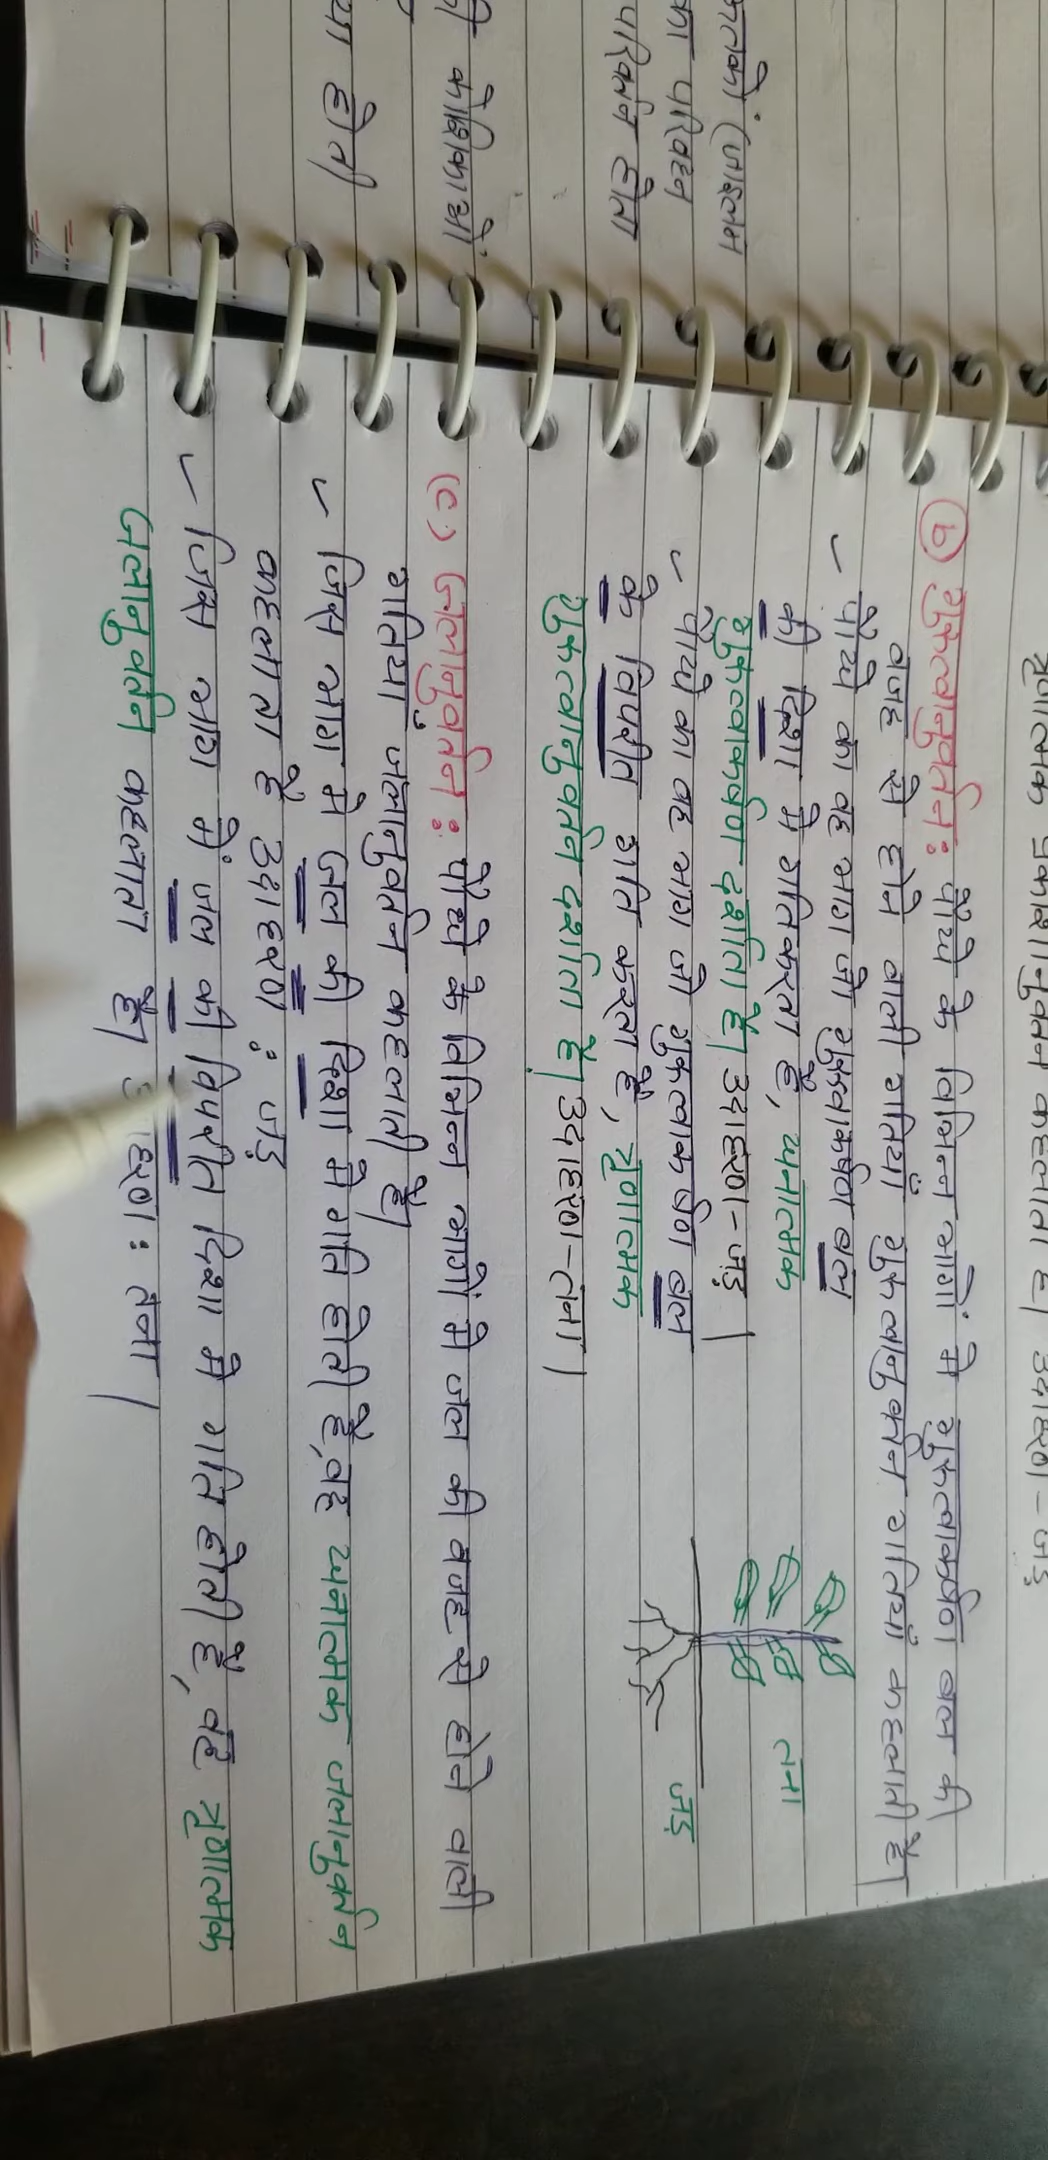 ऋणात्मक प्रकाशानुवर्तन कहलाता है। उदाहरण - जड़
(b) गुरुत्वानुवर्तन : पौधे के विभिन्न भागों में गुरुत्वाकर्षण बल की
वजह से होने वाली गतियाँ गुरुत्वानुवर्तन गतियाँ कहलाती हैं।
✓ पौधे का वह भाग जो गुरुत्वाकर्षण बल
की दिशा में गति करता है, धनात्मक
गुरुत्वाकर्षण दर्शाता है। उदाहरण - जड़।
✓ पौधे का वह भाग जो गुरुत्वाकर्षण बल
के विपरीत गति करता है, ऋणात्मक
गुरुत्वानुवर्तन दर्शाता है। उदाहरण - तना।
तना
जड़
(c) जलानुवर्तन : पौधे के विभिन्न भागों में जल की वजह से होने वाली
गतियां जलानुवर्तन कहलाती हैं।
✓ जिस भाग मे जल की दिशा मे गति होती है, वह धनात्मक जलानुवर्तन
कहलाता है उदाहरण : जड़
✓ जिस भाग में जल की विपरीत दिशा मे गति होती है, वह ऋणात्मक
जलानुवर्तन कहलाता है। : तना।
(जाइलम
का परिवहन
परिवर्तन होता
कोशिकाओं
होती